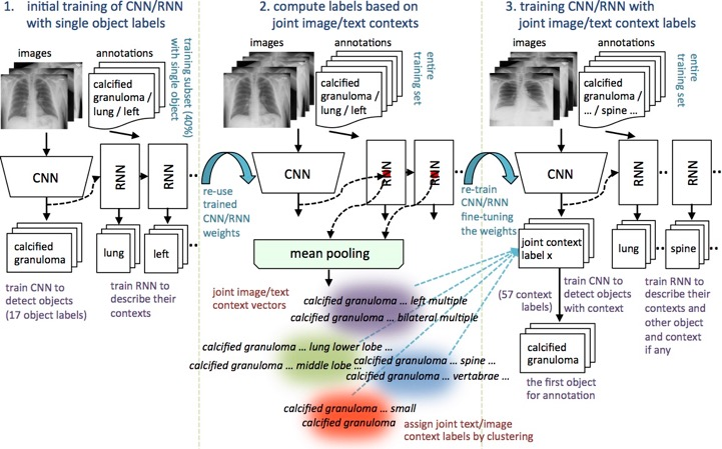 1. initial training of CNN/RNN
with single object labels
images
annotations
training subset (40%)
with single object
calcified
granuloma /
lung / left
CNN
RNN
RNN
calcified
granuloma
lung
left
train CNN to
detect objects
(17 object labels)
train RNN to
describe their
contexts
re-use
trained
CNN/RNN
weights
2. compute labels based on
joint image/text contexts
images
annotations
entire
training set
calcified
granuloma /
lung / left
CNN
RNN
RNN
mean pooling
joint image/text
context vectors
calcified granuloma ... left multiple
calcified granuloma ... bilateral multiple
calcified granuloma ... lung lower lobe ...
calcified granuloma ... middle lobe ...
calcified granuloma ... spine ...
calcified granuloma ... vertabrae ...
calcified granuloma ... small
calcified granuloma
assign joint text/image
context labels by clustering
re-train
CNN/RNN
fine-tuning
the weights
3. training CNN/RNN with
joint image/text context labels
images
annotations
entire
training set
calcified
granuloma /
... / spine ...
CNN
RNN
RNN
joint context
label x
lung
spine
(57 context
labels)
train CNN to
detect objects
with context
train RNN to
describe their
contexts and
other object
and context
if any
calcified
granuloma
the first object
for annotation